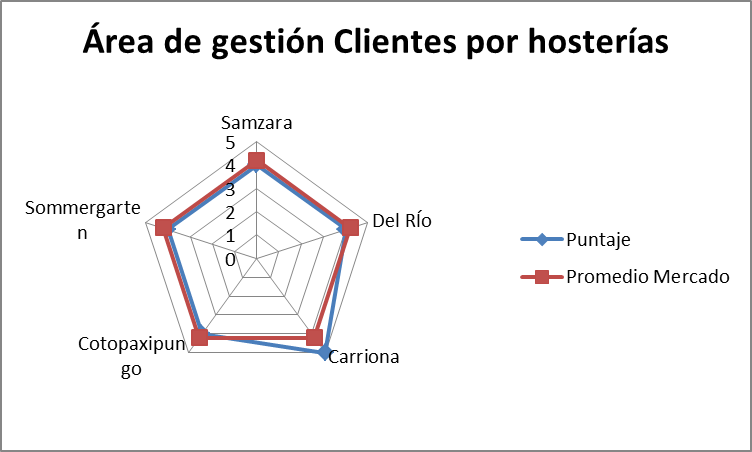 Área de gestión Clientes por hosterías
Samzara
5
4
3
2
1
0
Del RÍo
Carriona
Cotopaxipun
go
Sommergarte
n
Puntaje
Promedio Mercado